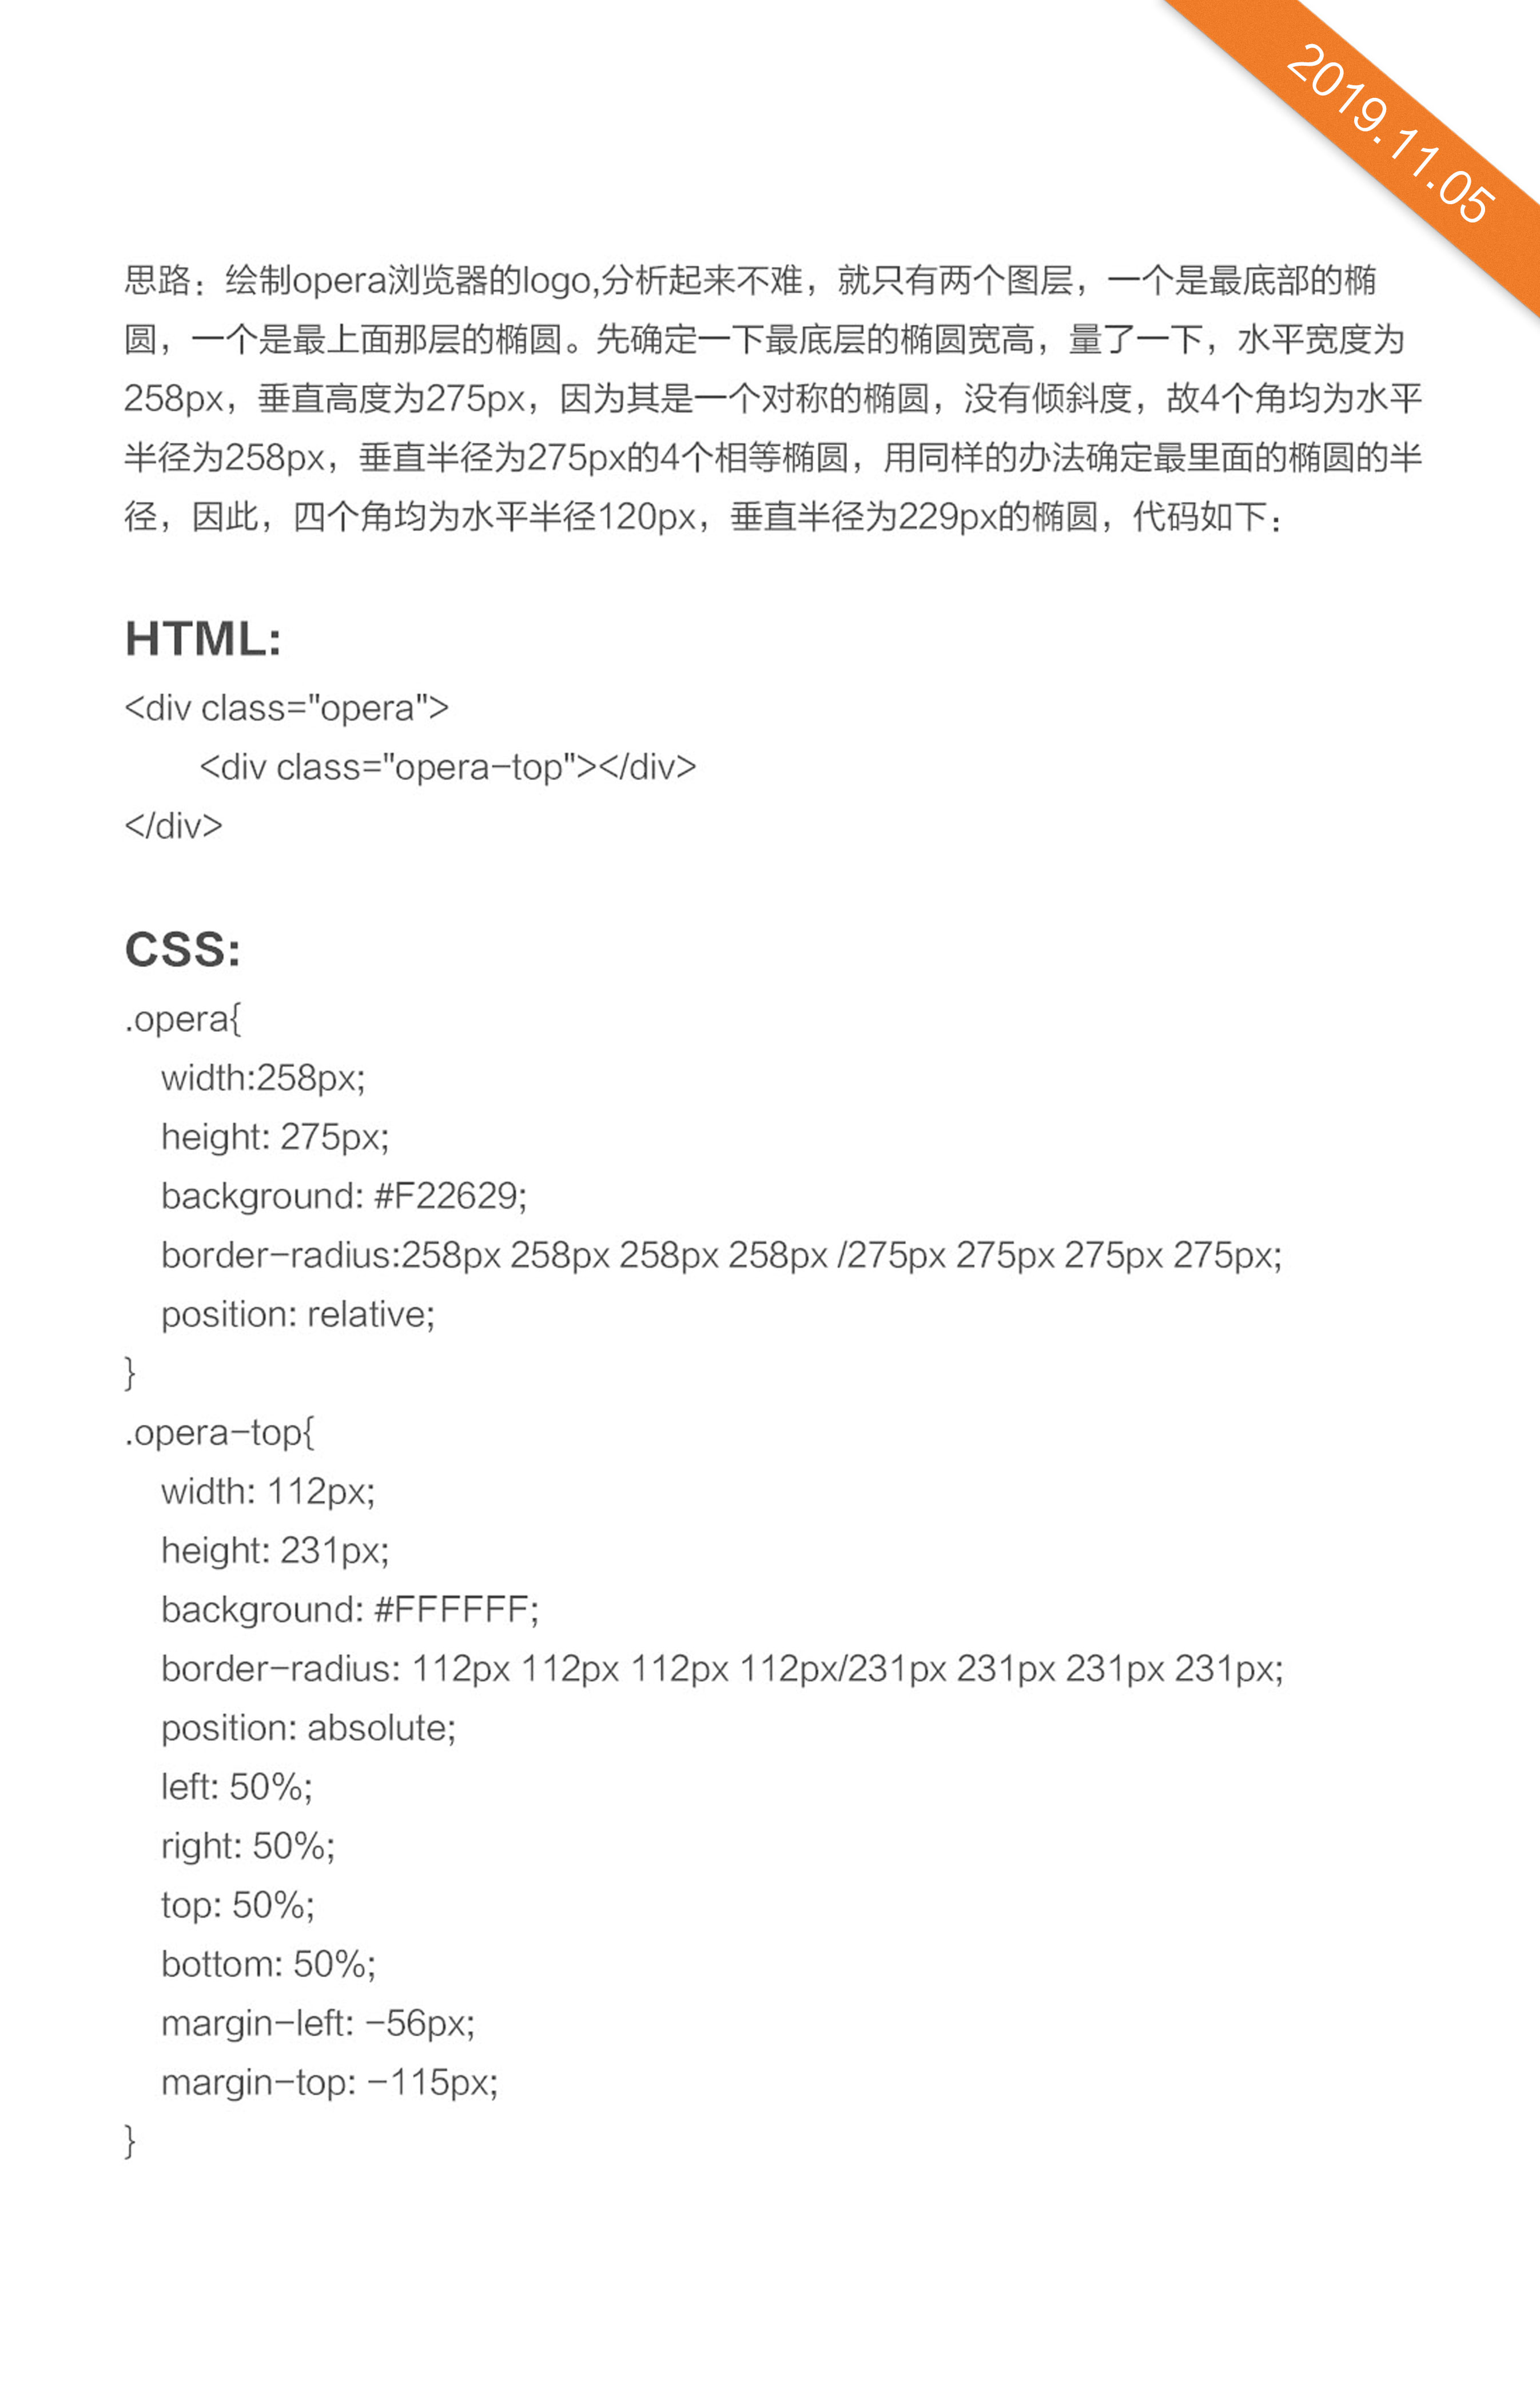 2019.11.05
思路：绘制opera浏览器的logo,分析起来不难，就只有两个图层，一个是最底部的椭
圆，一个是最上面那层的椭圆。先确定一下最底层的椭圆宽高，量了一下，水平宽度为
258px，垂直高度为275px，因为其是一个对称的椭圆，没有倾斜度，故4个角均为水平
半径为258px，垂直半径为275px的4个相等椭圆，用同样的办法确定最里面的椭圆的半
径，因此，四个角均为水平半径120px，垂直半径为229px的椭圆，代码如下：
HTML:
<div class="opera">
<div class="opera-top"></div>
</div>
CSS:
.opera{
width:258px;
height: 275px;
background: #F22629;
border-radius:258px 258px 258px 258px /275px 275px 275px 275px;
position: relative;
}
.opera-top{
width: 112px;
height: 231px;
background: #FFFFFF;
border-radius: 112px 112px 112px 112px/231px 231px 231px 231px;
position: absolute;
left: 50%;
right: 50%;
top: 50%;
bottom: 50%;
margin-left: -56px;
margin-top: -115px;
}